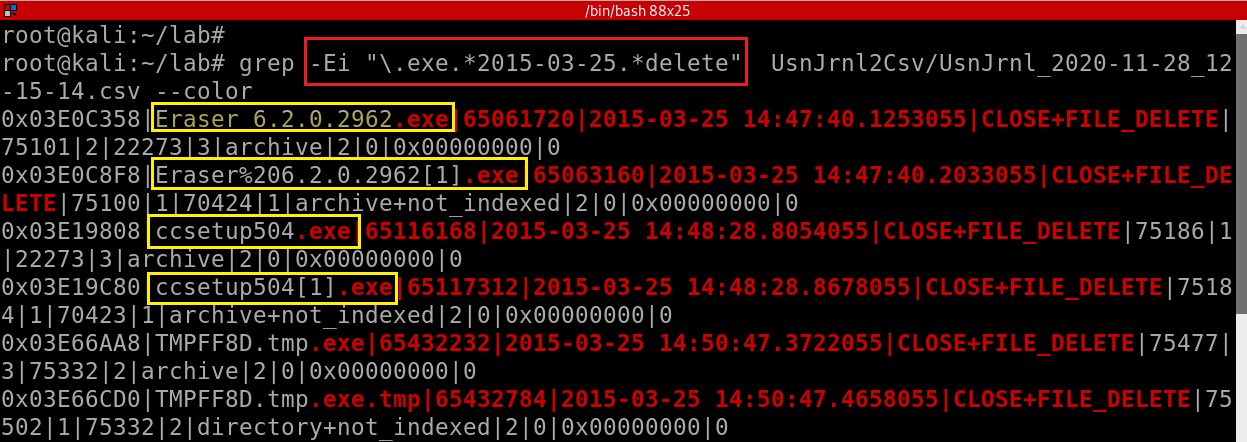 /bin/bash 88x25
root@kali:~/lab#
root@kali:~/lab# grep -Ei "\.exe.*2015-03-25.*delete" UsnJrnl2Csv/UsnJrnl_2020-11-28_12
-15-14.csv --color
0x03E0C358|Eraser 6.2.0.2962.exe|65061720|2015-03-25 14:47:40.1253055|CLOSE+FILE_DELETE|
75101|2|22273|3|archive|2|0|0x00000000|0
0x03E0C8F8|Eraser%206.2.0.2962[1].exe|65063160|2015-03-25 14:47:40.2033055|CLOSE+FILE_DE
LETE|75100|1|70424|1|archive+not_indexed|2|0|0x00000000|0
0x03E19808|ccsetup504.exe|65116168|2015-03-25 14:48:28.8054055|CLOSE+FILE_DELETE|75186|1
|22273|3|archive|2|0|0x00000000|0
0x03E19C80|ccsetup504[1].exe|65117312|2015-03-25 14:48:28.8678055|CLOSE+FILE_DELETE|7518
4|1|70423|1|archive+not_indexed|2|0|0x00000000|0
0x03E66AA8|TMPFF8D.tmp.exe|65432232|2015-03-25 14:50:47.3722055|CLOSE+FILE_DELETE|75477|
3|75332|2|archive|2|0|0x00000000|0
0x03E66CD0|TMPFF8D.tmp.exe.tmp|65432784|2015-03-25 14:50:47.4658055|CLOSE+FILE_DELETE|75
502|1|75332|2|directory+not_indexed|2|0|0x00000000|0